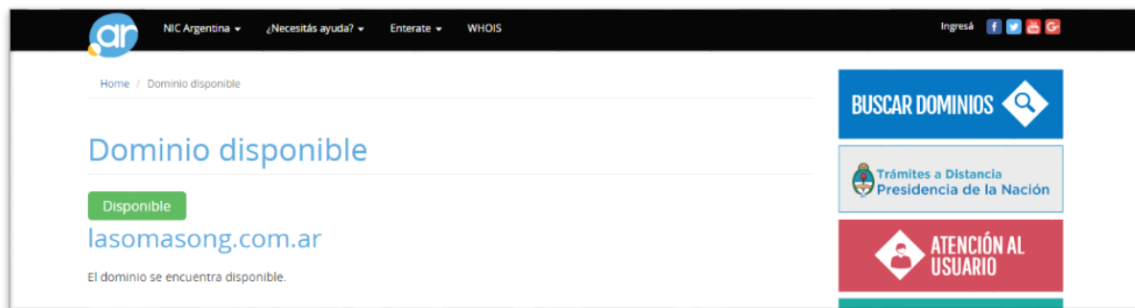 .ar
NIC Argentina
¿Necesitás ayuda?
Enterate
WHOIS
Ingresá
Home / Dominio disponible
Dominio disponible
Disponible
lasomasong.com.ar
El dominio se encuentra disponible.
BUSCAR DOMINIOS
Trámites a Distancia
Presidencia de la Nación
ATENCIÓN AL
USUARIO